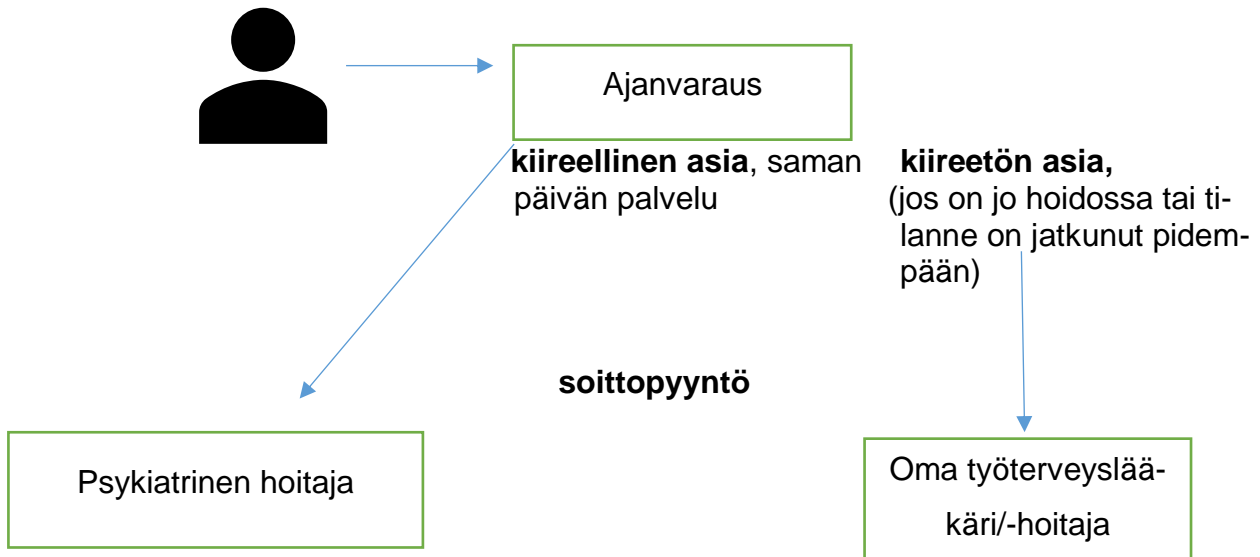 Ajanvaraus
kiireellinen asia, saman
päivän palvelu
kiireetön asia,
(jos on jo hoidossa tai ti-
lanne on jatkunut pidem-
pään)
soittopyyntö
Psykiatrinen hoitaja
Oma työterveyslää-
käri/-hoitaja